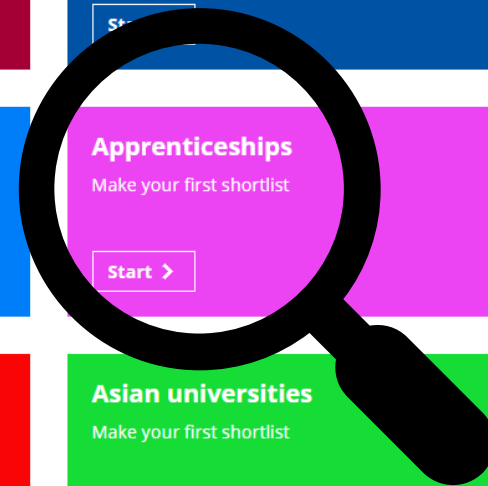 Apprenticeships
Make your first shortlist
Start
Asian universities
Make your first shortlist